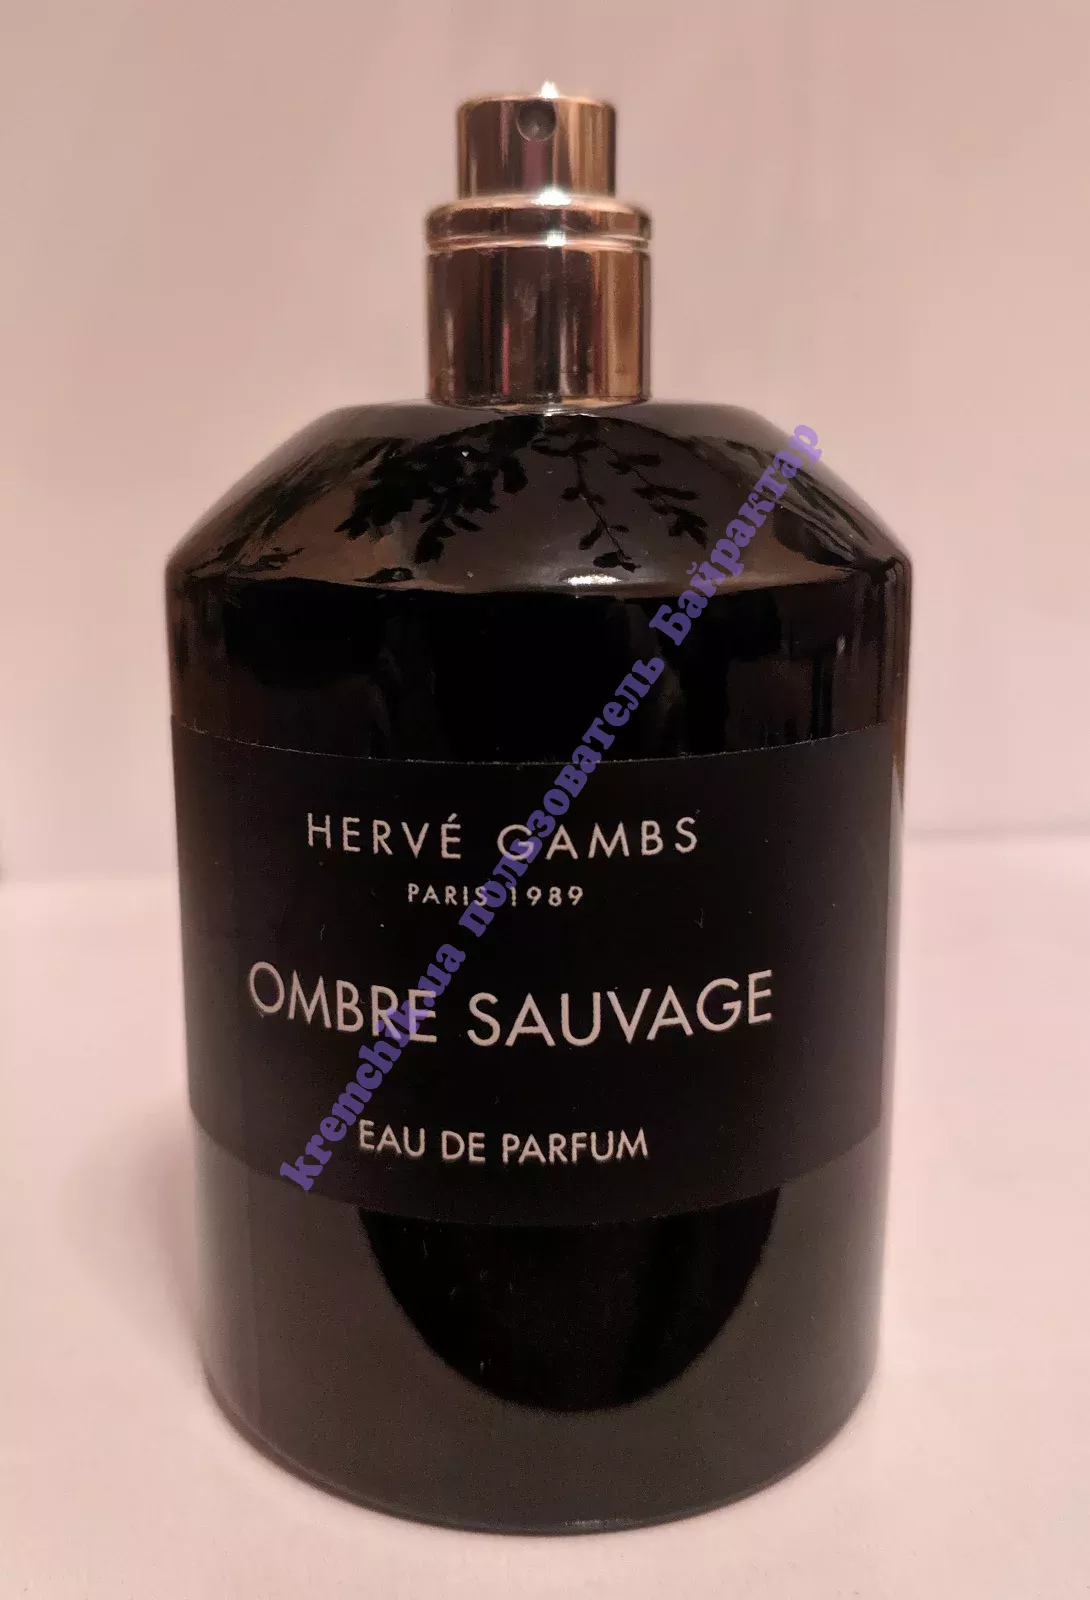 HERVÉ GAMBS
PARIS 1989
OMBRE SAUVAGE
EAU DE PARFUM
kremchik.ua пользователь Байрактар